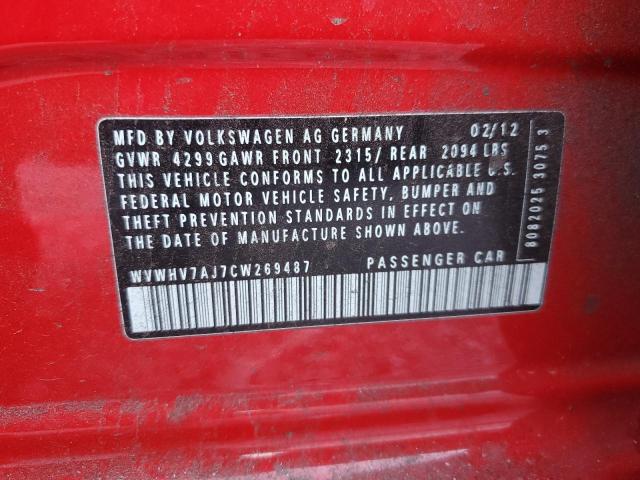 MFD BY VOLKSWAGEN AG GERMANY 02/12
GVWR 4299 GAWR FRONT 2315/ REAR 2094 LBS
THIS VEHICLE CONFORMS TO ALL APPLICABLE U.S.
FEDERAL MOTOR VEHICLE SAFETY, BUMPER AND
THEFT PREVENTION STANDARDS IN EFFECT ON
THE DATE OF MANUFACTURE SHOWN ABOVE.
WVWHV7AJ7CW269487 PASSENGER CAR
8082025 3075 3